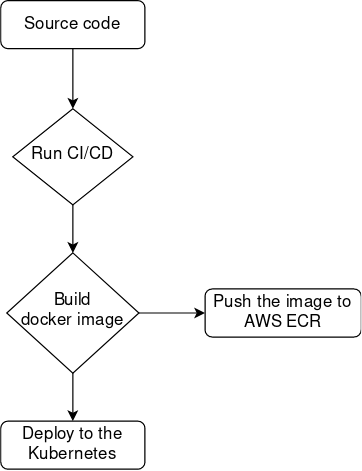 Source code
Run CI/CD
Build
docker image
Push the image to
AWS ECR
Deploy to the
Kubernetes